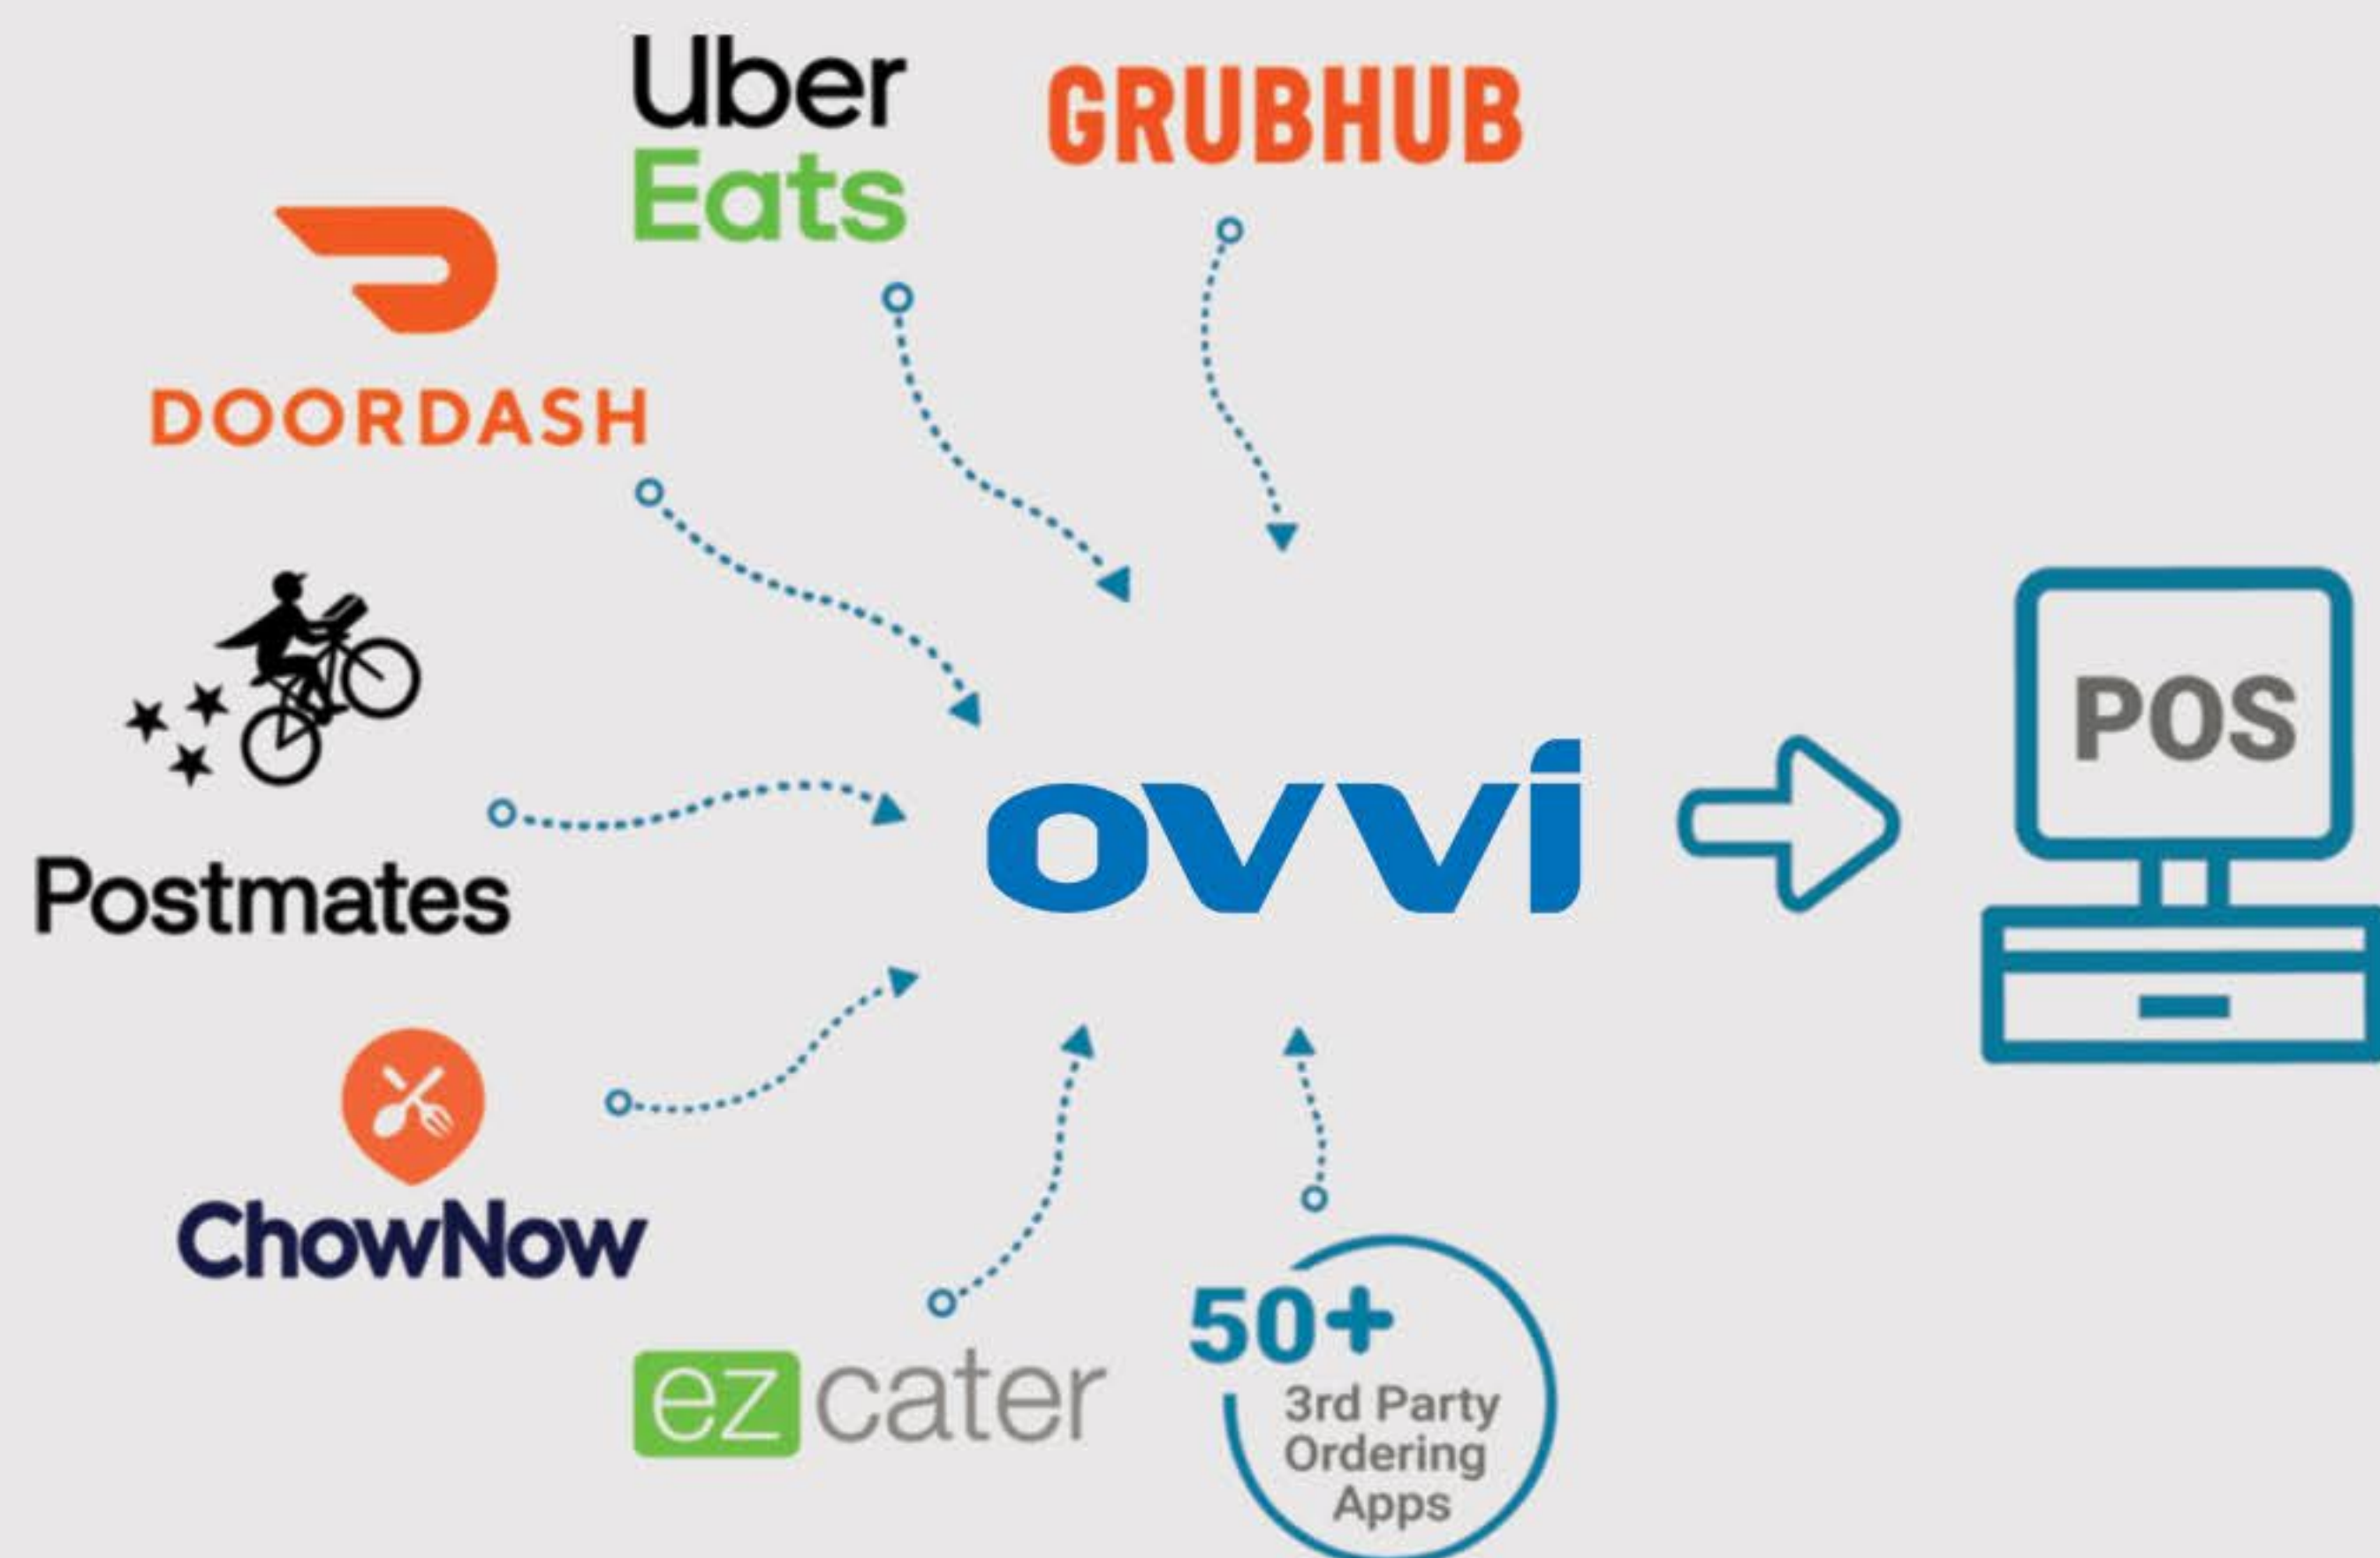 Uber
Eats
GRUBHUB
DOORDASH
Postmates
ovvi
POS
ChowNow
ez cater
50+
3rd Party
Ordering
Apps